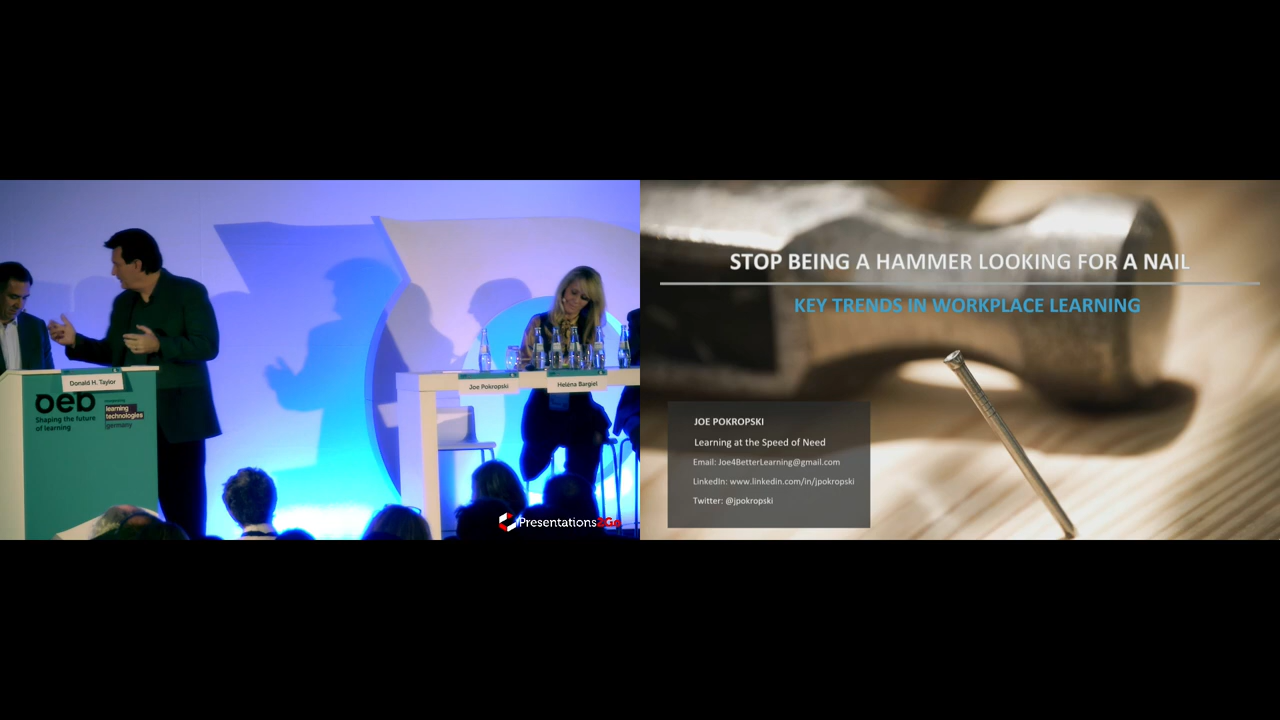 Donald H. Taylor
oeb
Shaping the future
of learning
learning
technologies
germany
Joe Pokropski
Heléna Bargiel
Presentations2Go
STOP BEING A HAMMER LOOKING FOR A NAIL
KEY TRENDS IN WORKPLACE LEARNING
JOE POKROPSKI
Learning at the Speed of Need
Email: Joe4BetterLearning@gmail.com
LinkedIn: www.linkedin.com/in/jpokropski
Twitter: @jpokropski